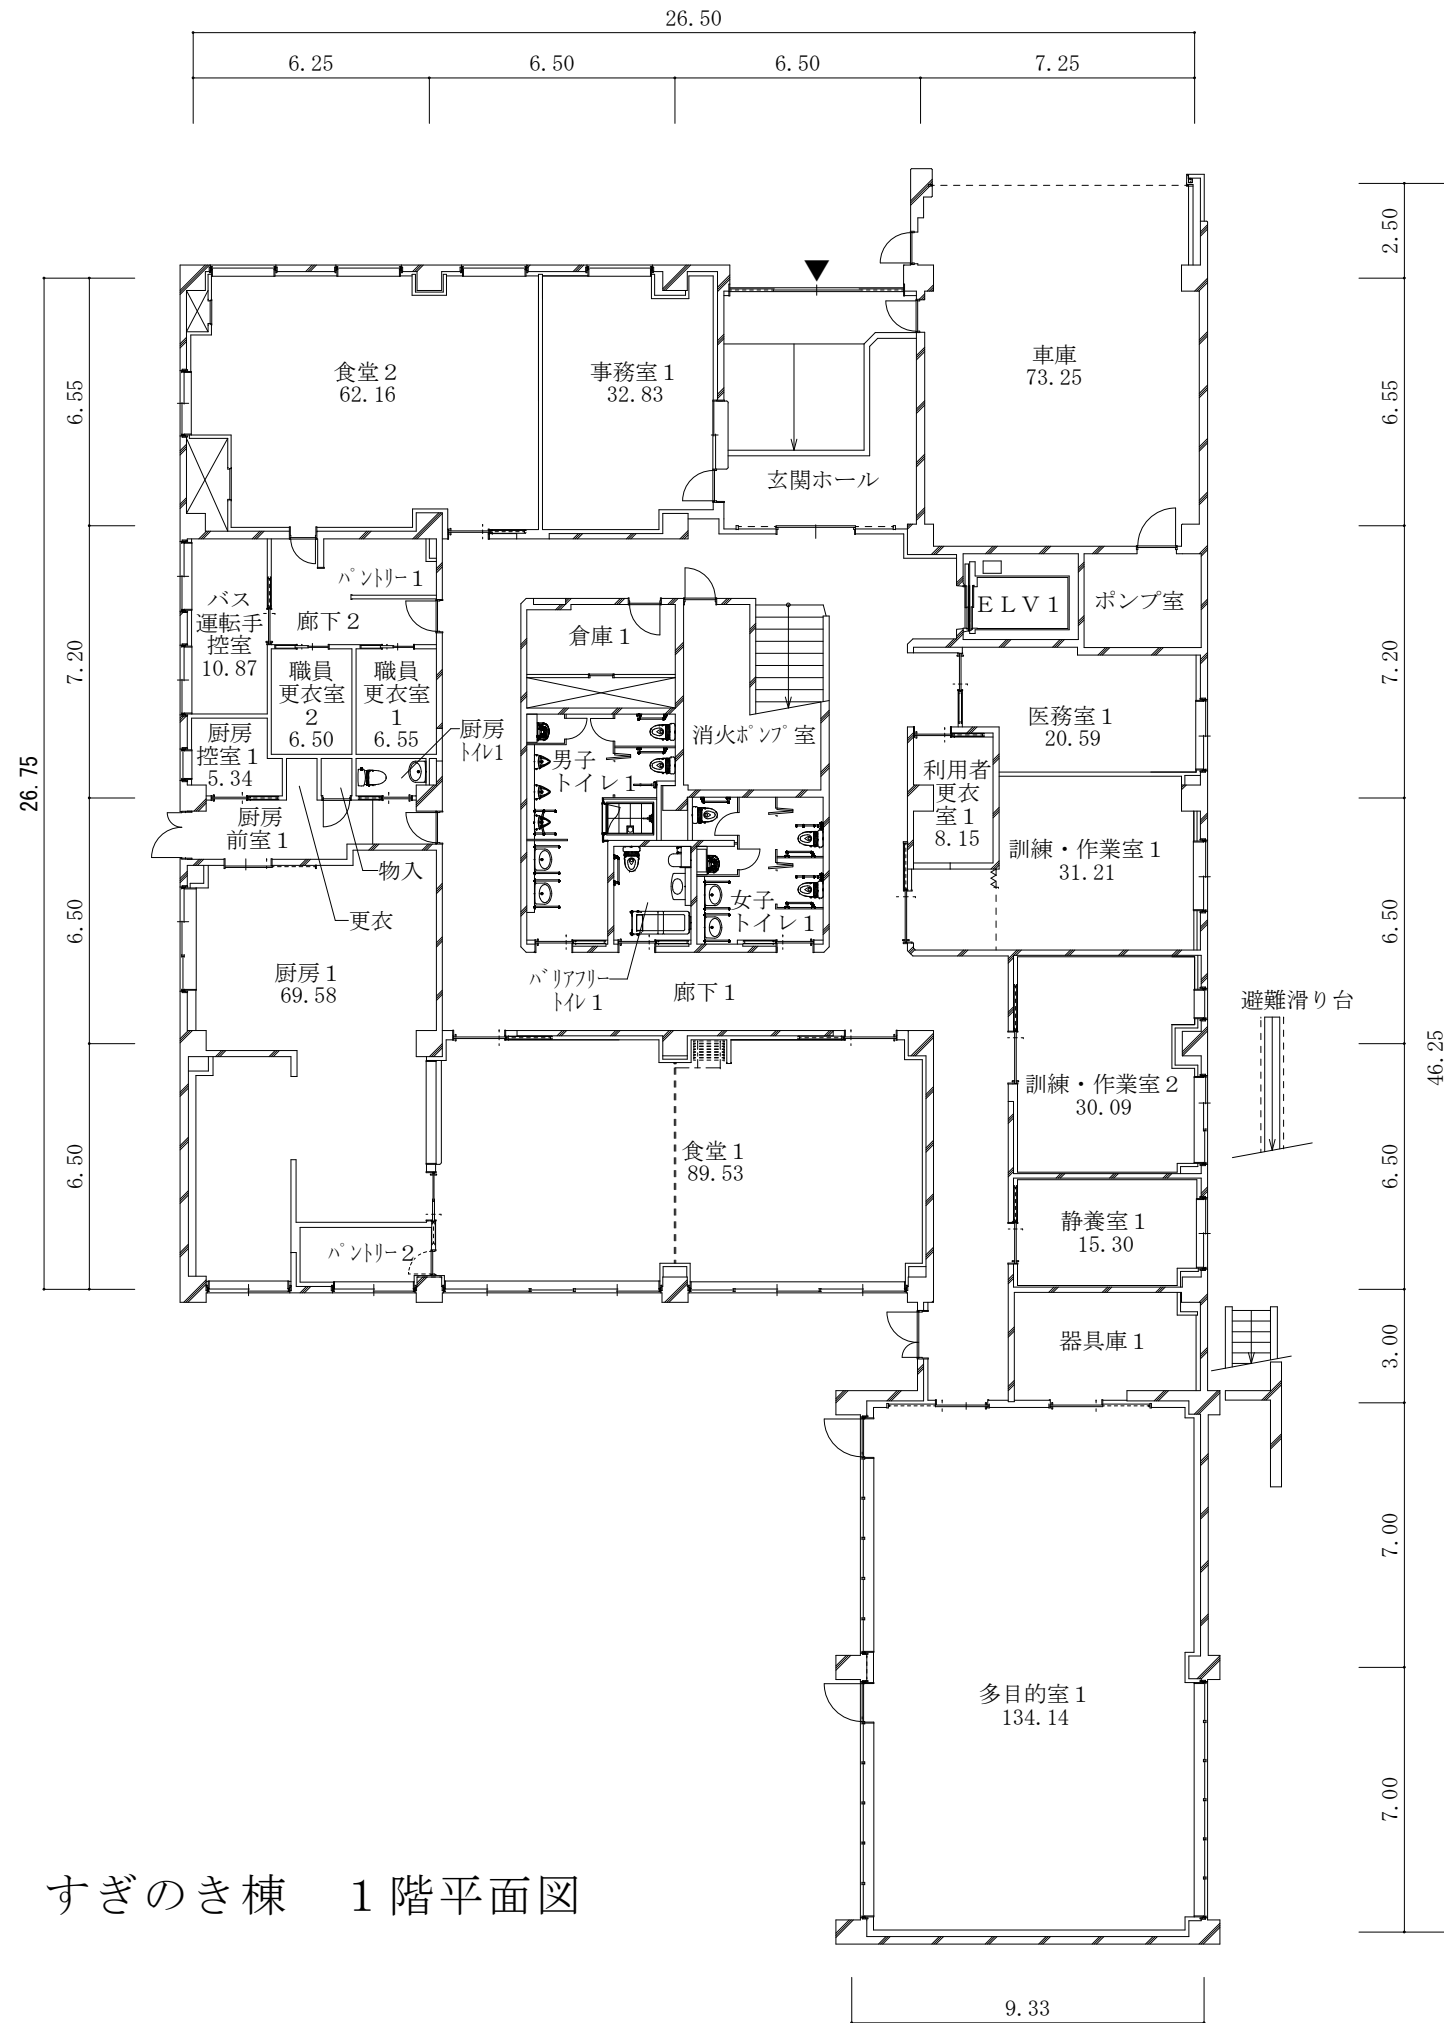 26.50
6.25
6.50
6.50
7.25
2.50
6.55
7.20
6.50
6.50
3.00
7.00
7.00
46.25
26.75
6.55
7.20
6.50
6.50
食堂２
62.16
事務室１
32.83
玄関ホール
車庫
73.25
バス
運転手
控室
10.87
パントリー１
廊下２
職員
更衣室
２
6.50
職員
更衣室
１
6.55
厨房
トイレ1
厨房
控室１
5.34
厨房
前室１
物入
更衣
倉庫１
消火ポンプ室
ＥＬＶ１
ポンプ室
男子
トイレ１
女子
トイレ１
バリアフリー
トイレ１
廊下１
医務室１
20.59
利用者
更衣
室１
8.15
訓練・作業室１
31.21
訓練・作業室２
30.09
避難滑り台
厨房１
69.58
食堂１
89.53
パントリー２
静養室１
15.30
器具庫１
多目的室１
134.14
すぎのき棟　１階平面図
9.33